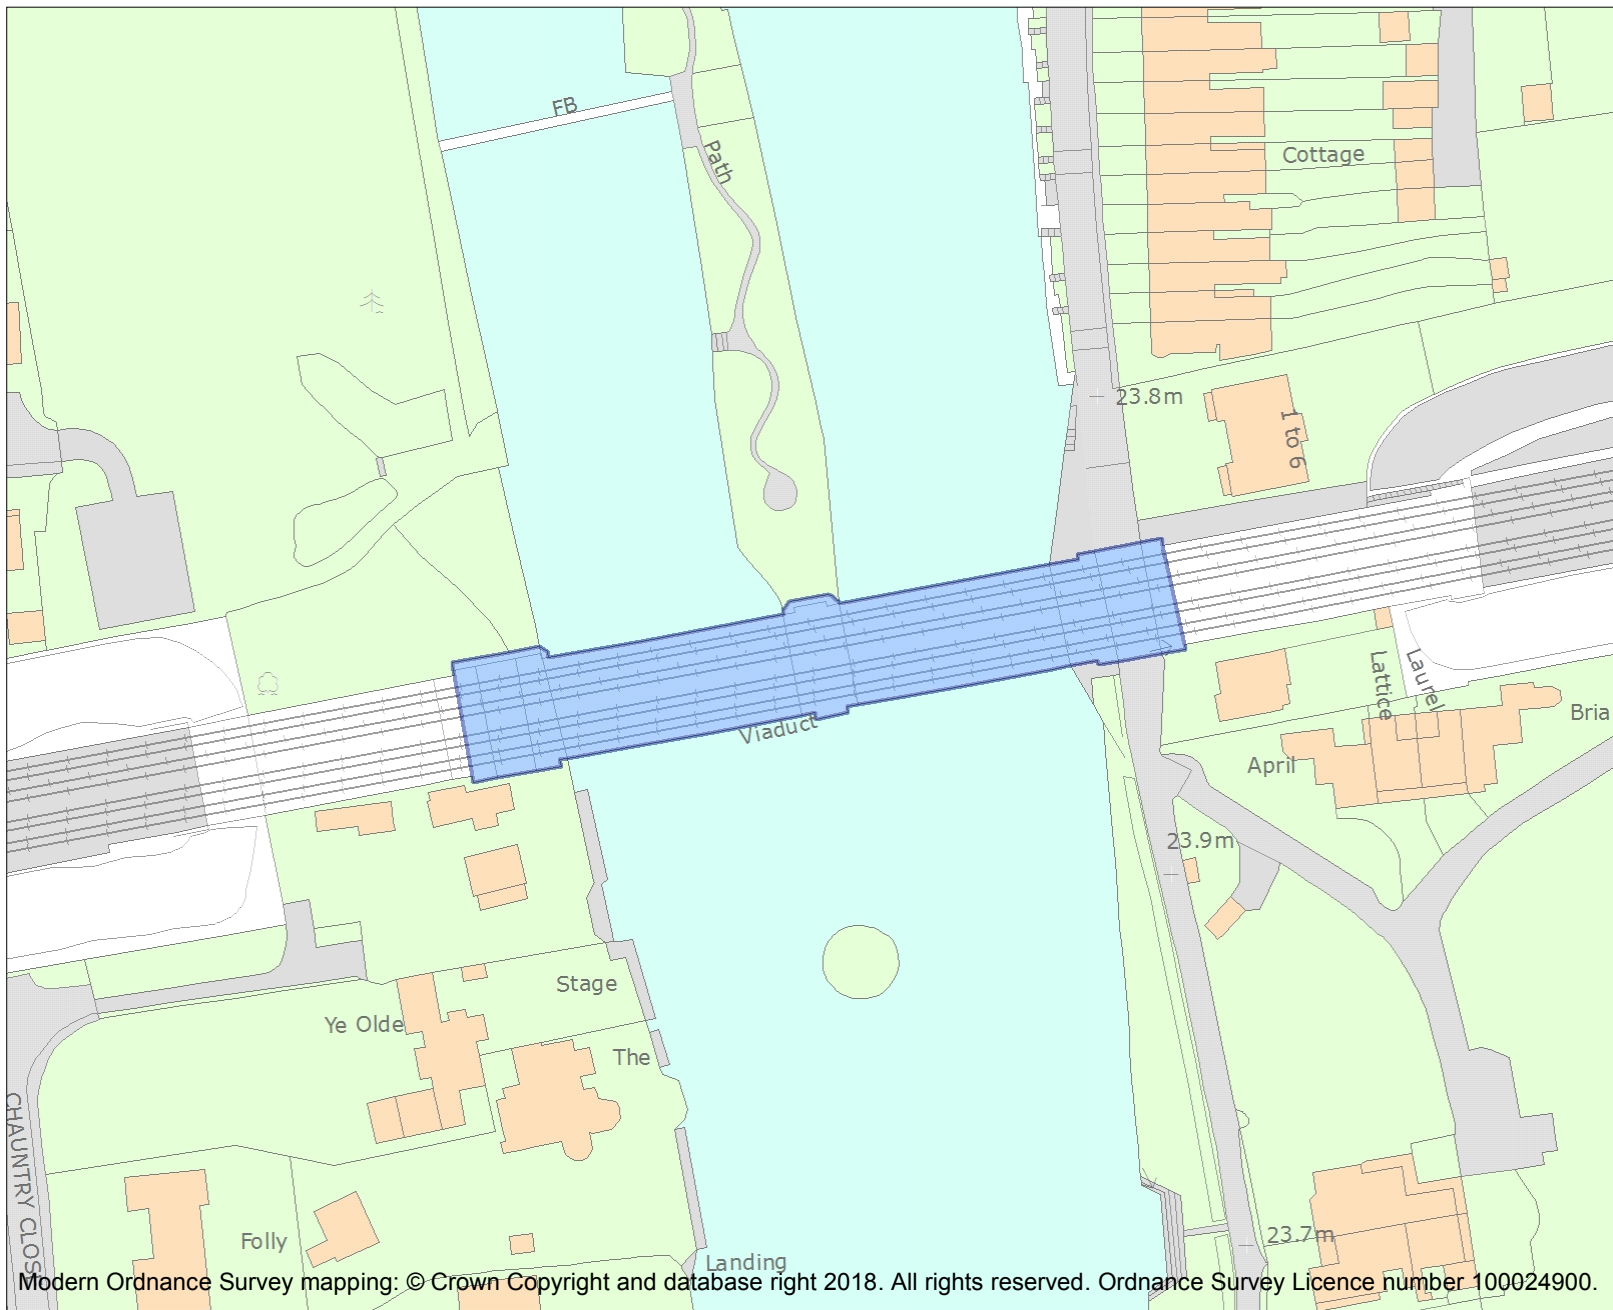 FB
Path
Cottage
23.8m
1 to 6
Lattice
Laurel
Bria
Viaduct
April
23.9m
Stage
Ye Olde
The
CHAUNTRY CLOS
Folly
23.7m
Landing
Modern Ordnance Survey mapping: © Crown Copyright and database right 2018. All rights reserved. Ordnance Survey Licence number 100024900.